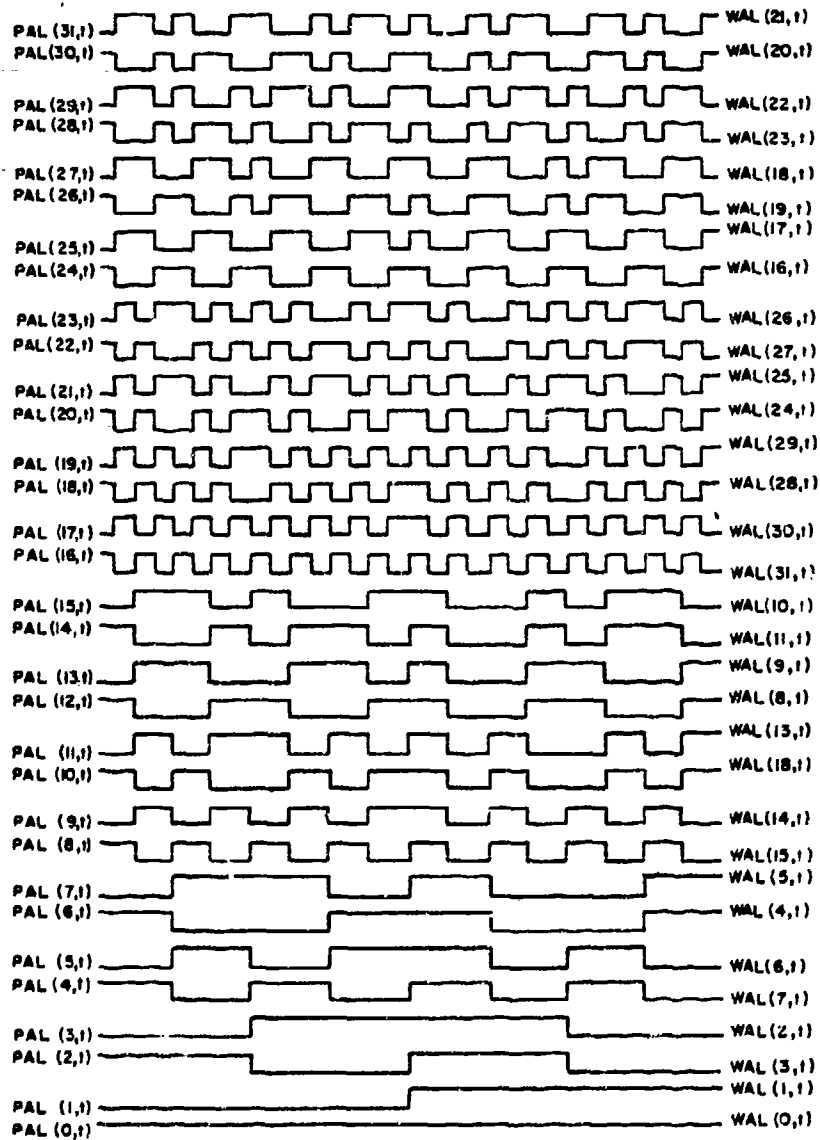 PAL (31,t) WAL (21,t)
PAL(30,t) WAL(20,t)
PAL (29,t) WAL(22,t)
PAL (28,t) WAL(23,t)
PAL (27,t) WAL(18,t)
PAL (26,t) WAL(19,t)
PAL (25,t) WAL(17,t)
PAL (24,t) WAL(16,t)
PAL (23,t) WAL(26,t)
PAL (22,t) WAL(27,t)
PAL (21,t) WAL(25,t)
PAL (20,t) WAL(24,t)
PAL (19,t) WAL(29,t)
PAL (18,t) WAL(28,t)
PAL (17,t) WAL(30,t)
PAL (16,t) WAL(31,t)
PAL (15,t) WAL(10,t)
PAL(14,t) WAL(11,t)
PAL (13,t) WAL(9,t)
PAL (12,t) WAL(8,t)
PAL (11,t) WAL(13,t)
PAL (10,t) WAL(18,t)
PAL (9,t) WAL(14,t)
PAL (8,t) WAL(15,t)
PAL (7,t) WAL(5,t)
PAL (6,t) WAL(4,t)
PAL (5,t) WAL(6,t)
PAL (4,t) WAL(7,t)
PAL (3,t) WAL(2,t)
PAL (2,t) WAL (3,t)
PAL (1,t) WAL (1,t)
PAL (0,t) WAL (0,t)